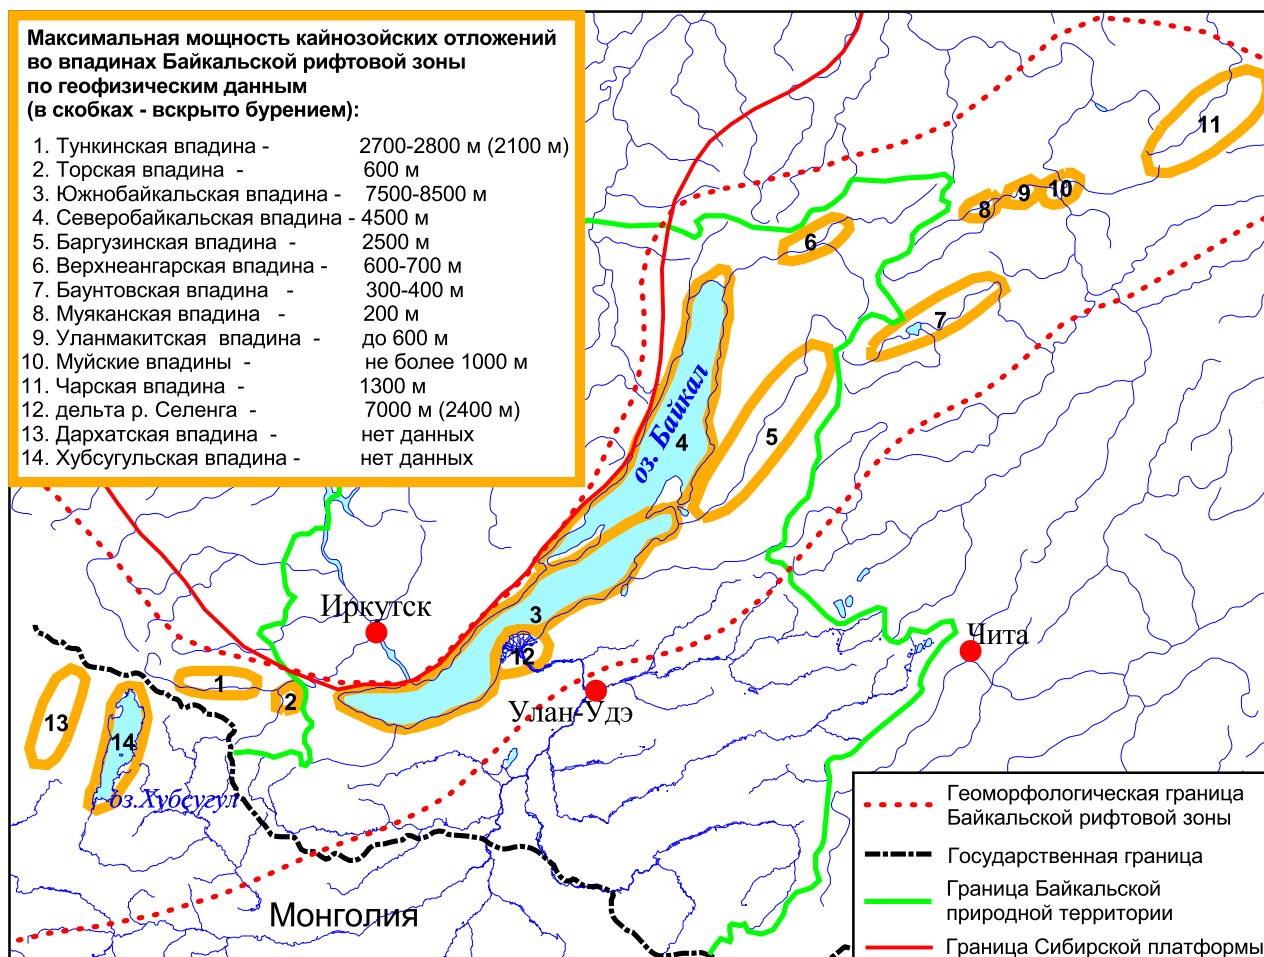 Максимальная мощность кайнозойских отложений
во впадинах Байкальской рифтовой зоны
по геофизическим данным
(в скобках - вскрыто бурением):
1. Тункинская впадина - 2700-2800 м (2100 м)
2. Торская впадина - 600 м
3. Южнобайкальская впадина - 7500-8500 м
4. Северобайкальская впадина - 4500 м
5. Баргузинская впадина - 2500 м
6. Верхнеангарская впадина - 600-700 м
7. Баунтовская впадина - 300-400 м
8. Муяканская впадина - 200 м
9. Уланмакитская впадина - до 600 м
10. Муйские впадины - не более 1000 м
11. Чарская впадина - 1300 м
12. дельта р. Селенга - 7000 м (2400 м)
13. Дархатская впадина - нет данных
14. Хубсугульская впадина - нет данных
11
10
9
8
6
7
оз. Байкал
4
5
3
Иркутск
12
Чита
1
2
Улан-Удэ
13
14
оз.Хубсугул
Монголия
Геоморфологическая граница
Байкальской рифтовой зоны
Государственная граница
Граница Байкальской
природной территории
Граница Сибирской платформы